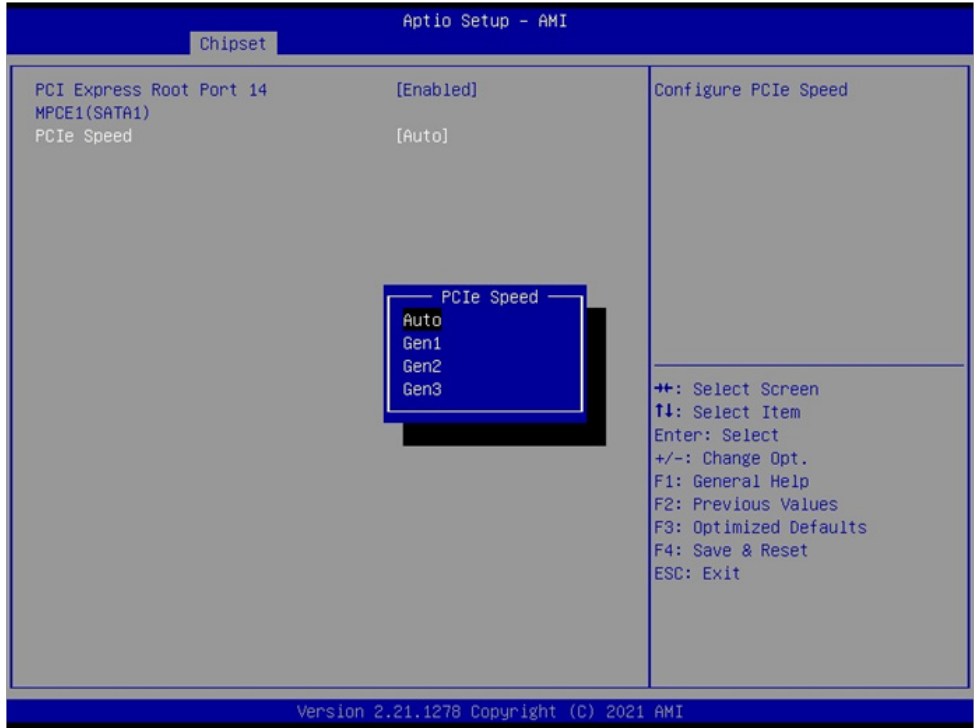 Aptio Setup – AMI
Chipset
PCI Express Root Port 14 [Enabled]
MPCE1(SATA1)
PCIe Speed [Auto]
Configure PCIe Speed
PCIe Speed
Auto
Gen1
Gen2
Gen3
→←: Select Screen
↑↓: Select Item
Enter: Select
+/-: Change Opt.
F1: General Help
F2: Previous Values
F3: Optimized Defaults
F4: Save & Reset
ESC: Exit
Version 2.21.1278 Copyright (C) 2021 AMI